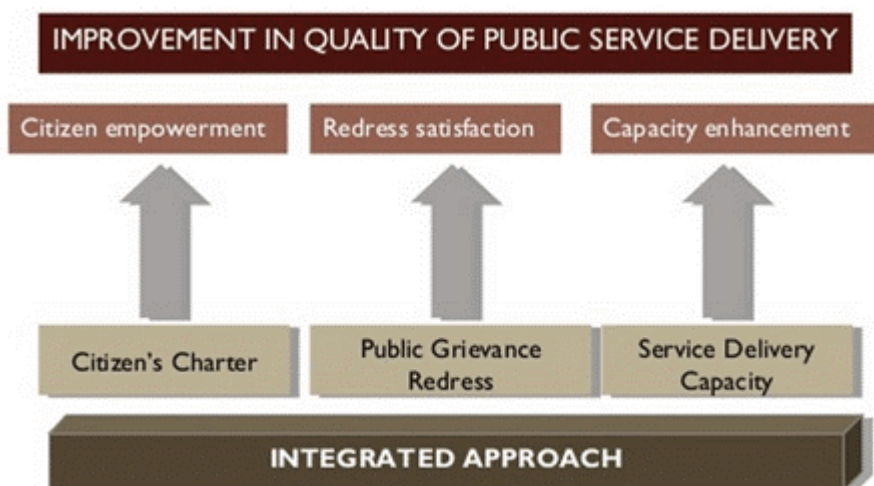 IMPROVEMENT IN QUALITY OF PUBLIC SERVICE DELIVERY
Citizen empowerment
Redress satisfaction
Capacity enhancement
Citizen's Charter
Public Grievance
Redress
Service Delivery
Capacity
INTEGRATED APPROACH